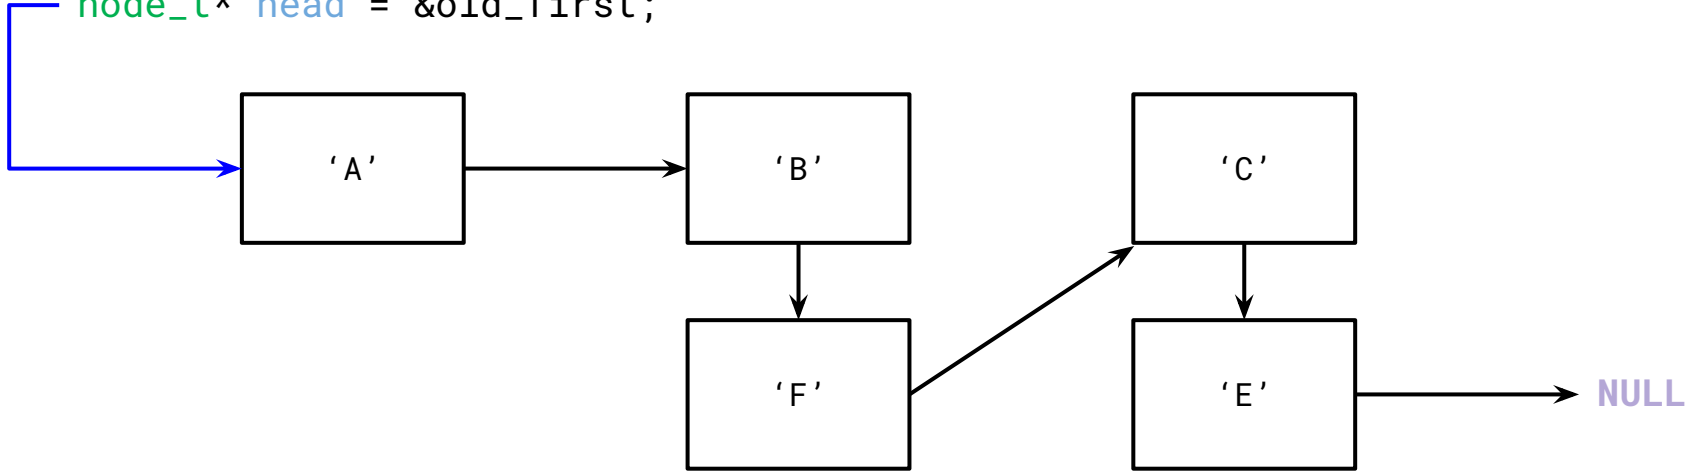 node_t* head = &old_first;
‘A’
‘B’
‘C’
‘F’
‘E’
NULL